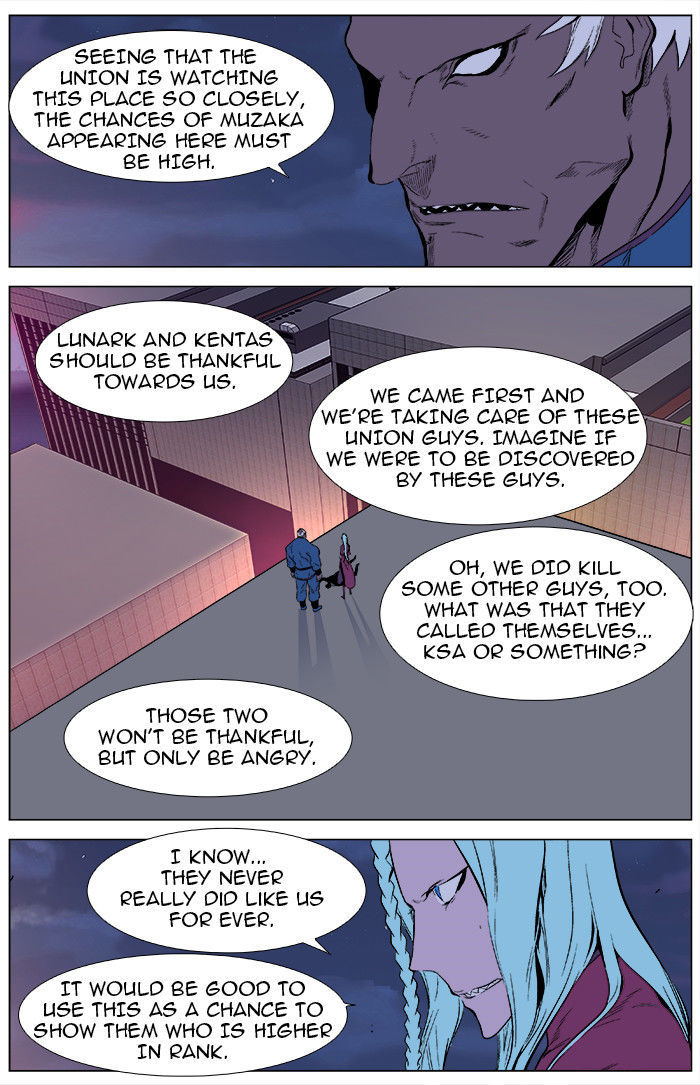 SEEING THAT THE
UNION IS WATCHING
THIS PLACE SO CLOSELY,
THE CHANCES OF MUZAKA
APPEARING HERE MUST
BE HIGH.
LUNARK AND KENTAS
SHOULD BE THANKFUL
TOWARDS US.
WE CAME FIRST AND
WE'RE TAKING CARE OF THESE
UNION GUYS. IMAGINE IF
WE WERE TO BE DISCOVERED
BY THESE GUYS.
OH, WE DID KILL
SOME OTHER GUYS, TOO.
WHAT WAS THAT THEY
CALLED THEMSELVES...
KSA OR SOMETHING?
THOSE TWO
WON'T BE THANKFUL,
BUT ONLY BE ANGRY.
I KNOW...
THEY NEVER
REALLY DID LIKE US
FOR EVER.
IT WOULD BE GOOD TO
USE THIS AS A CHANCE TO
SHOW THEM WHO IS HIGHER
IN RANK.